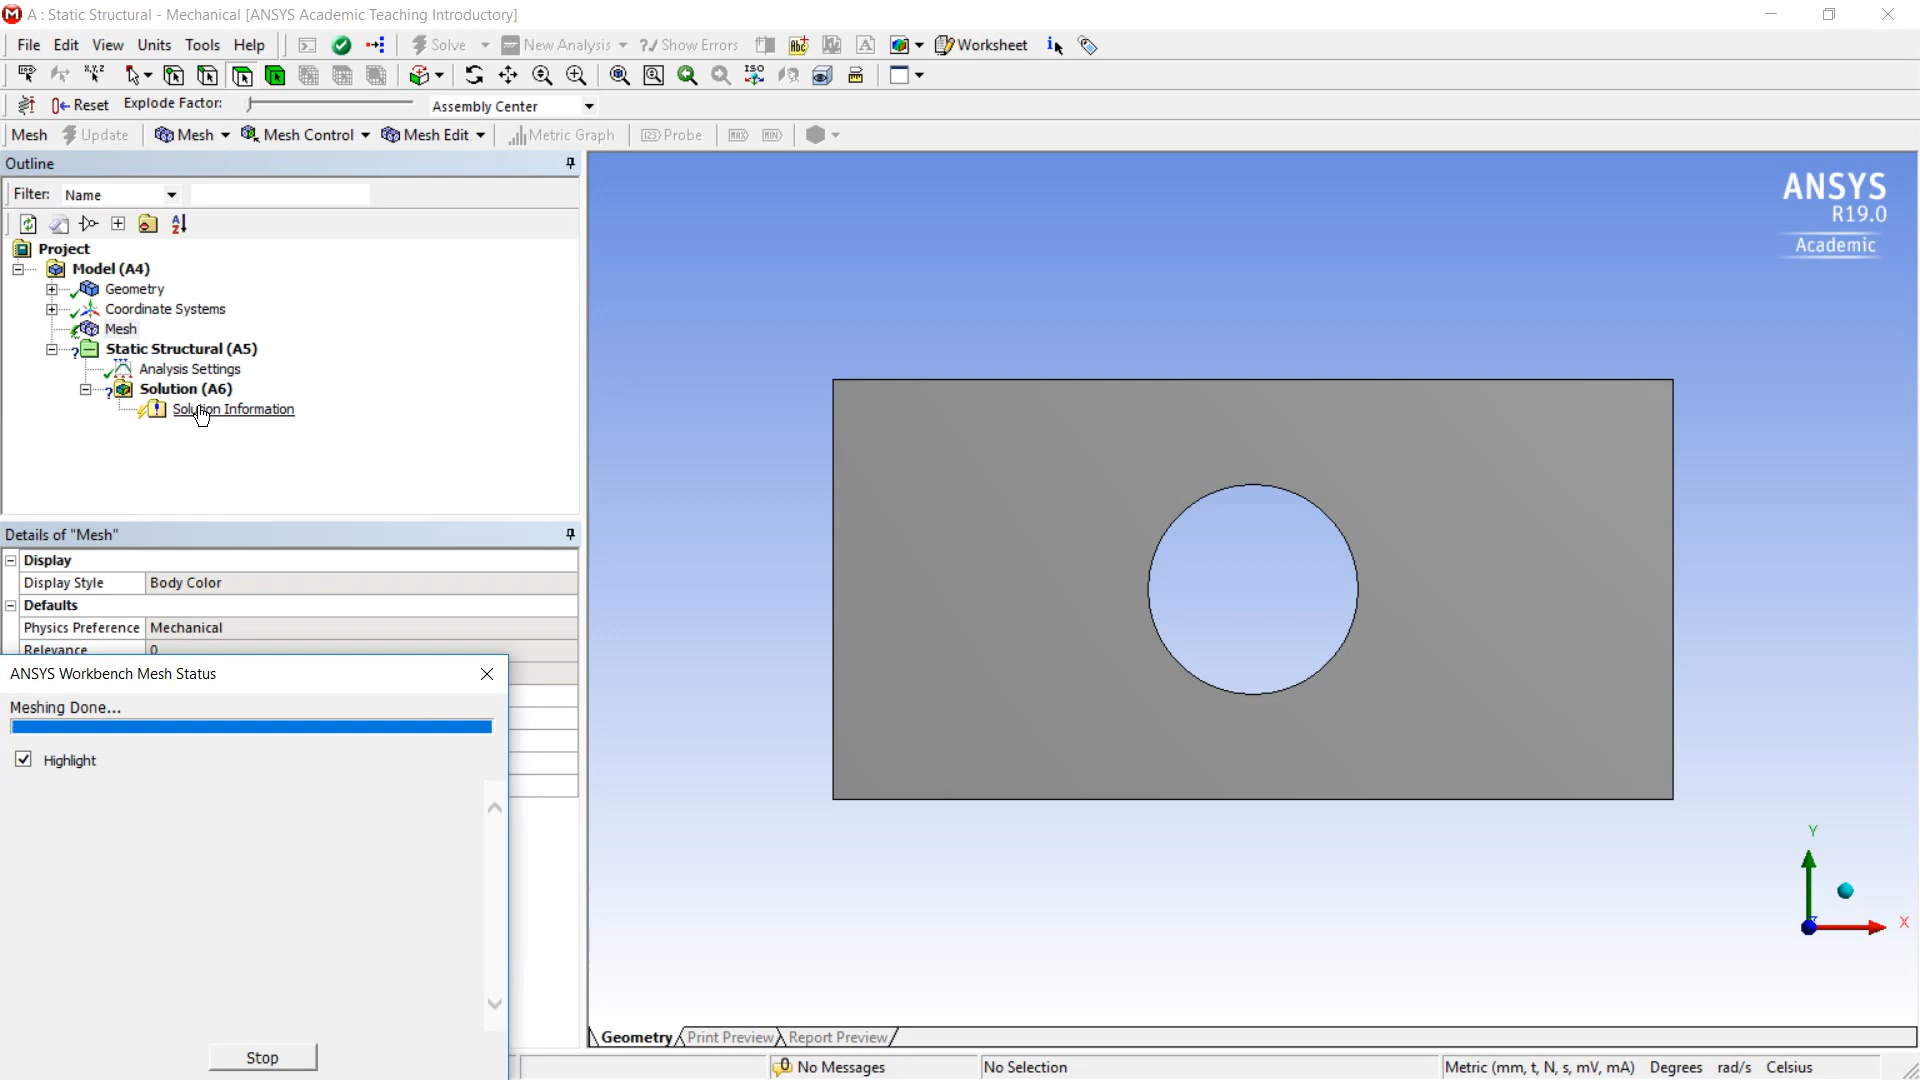 A : Static Structural - Mechanical [ANSYS Academic Teaching Introductory]
File Edit View Units Tools Help Solve New Analysis ?/ Show Errors Worksheet
ISO
Reset Explode Factor: Assembly Center
Mesh Update Mesh Mesh Control Mesh Edit Metric Graph Probe MAX MIN
Outline
Filter: Name
Project
Model (A4)
Geometry
Coordinate Systems
Mesh
Static Structural (A5)
Analysis Settings
Solution (A6)
Solution Information
Details of "Mesh"
Display
Display Style Body Color
Defaults
Physics Preference Mechanical
Relevance 0
ANSYS Workbench Mesh Status
Meshing Done...
Highlight
Stop
ANSYS
R19.0
Academic
Y
X
Geometry Print Preview Report Preview
0 No Messages No Selection Metric (mm, t, N, s, mV, mA) Degrees rad/s Celsius